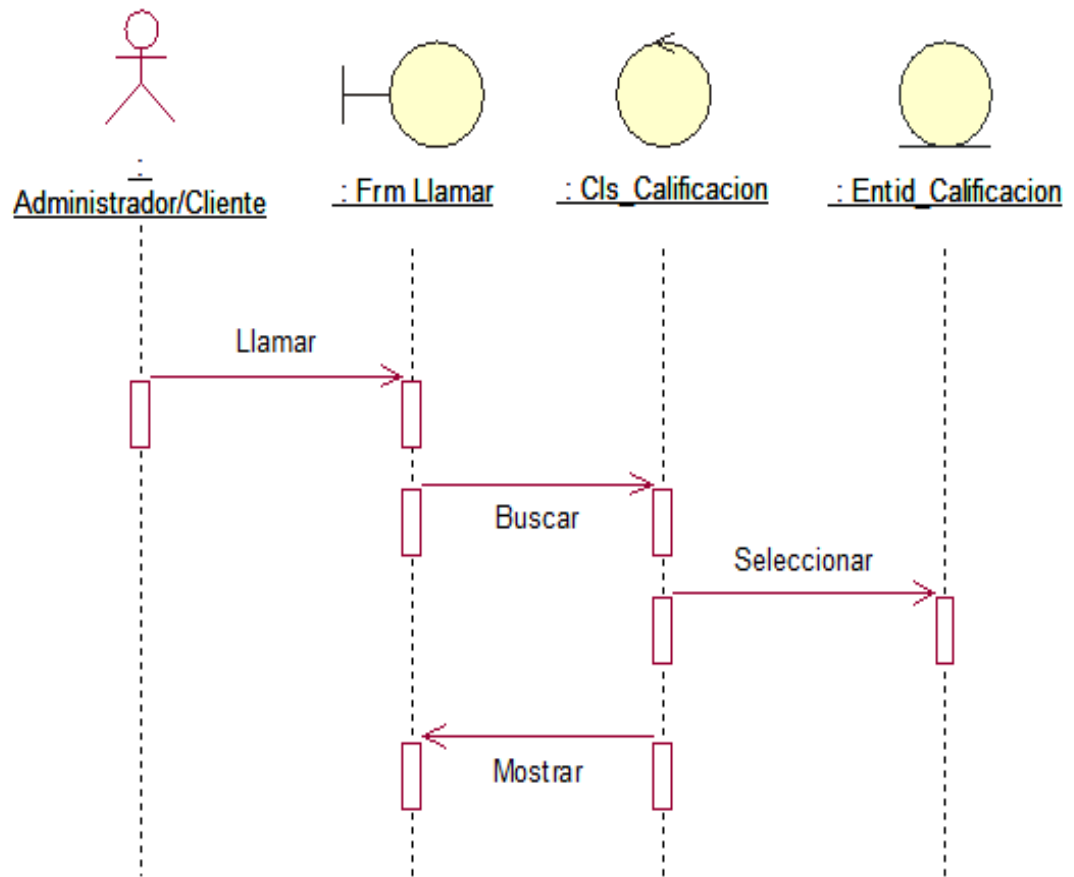 :
Administrador/Cliente
: Frm Llamar
: Cls_Calificacion
: Entid_Calificacion
Llamar
Buscar
Seleccionar
Mostrar